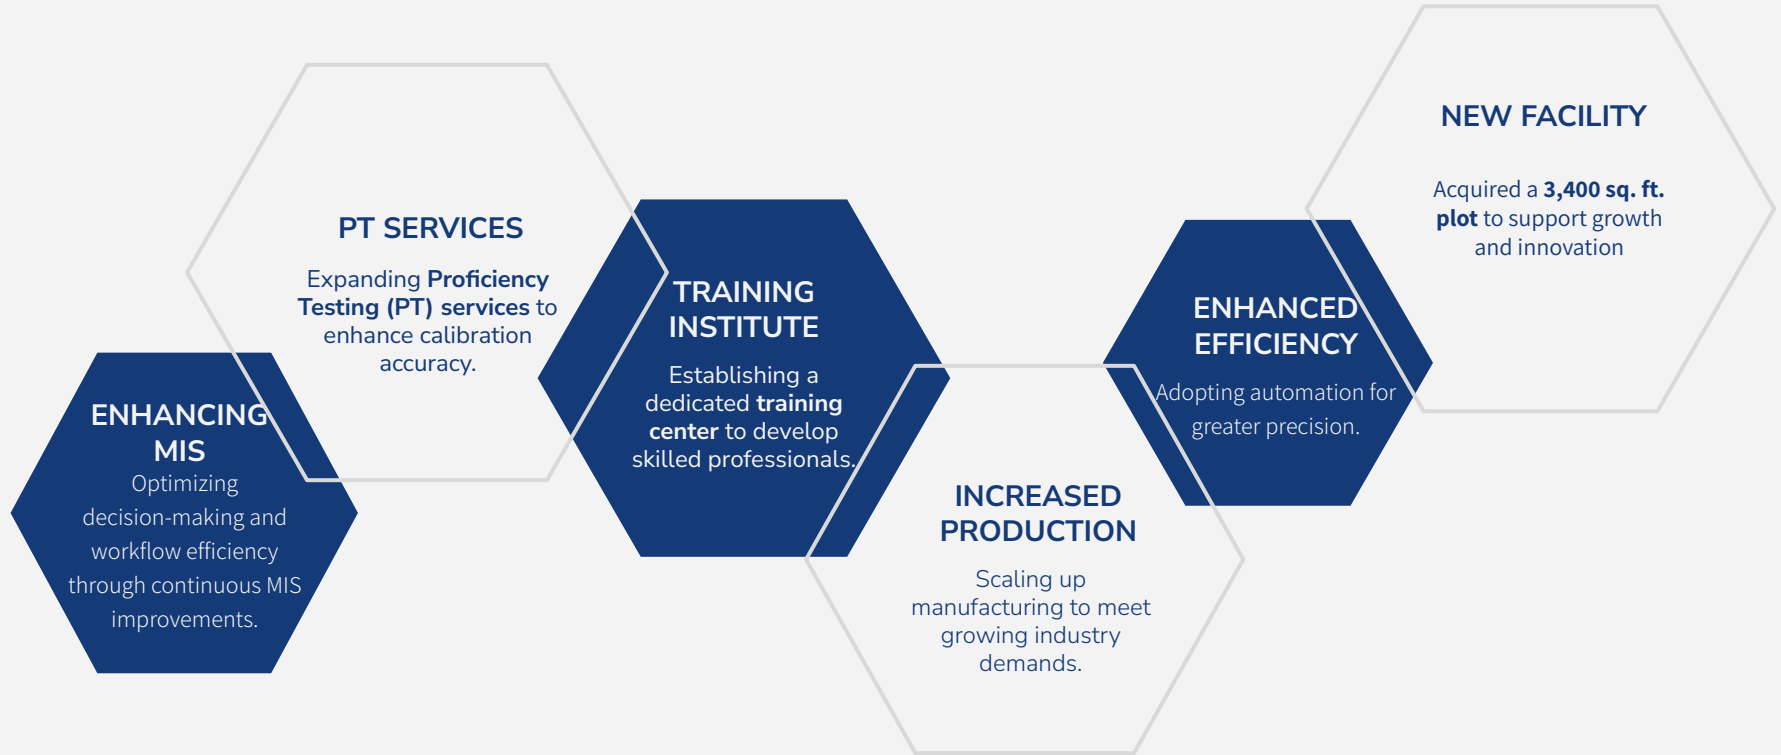 ENHANCING
MIS
Optimizing
decision-making and
workflow efficiency
through continuous MIS
improvements.
PT SERVICES
Expanding Proficiency
Testing (PT) services to
enhance calibration
accuracy.
TRAINING
INSTITUTE
Establishing a
dedicated training
center to develop
skilled professionals.
INCREASED
PRODUCTION
Scaling up
manufacturing to meet
growing industry
demands.
ENHANCED
EFFICIENCY
Adopting automation for
greater precision.
NEW FACILITY
Acquired a 3,400 sq. ft.
plot to support growth
and innovation